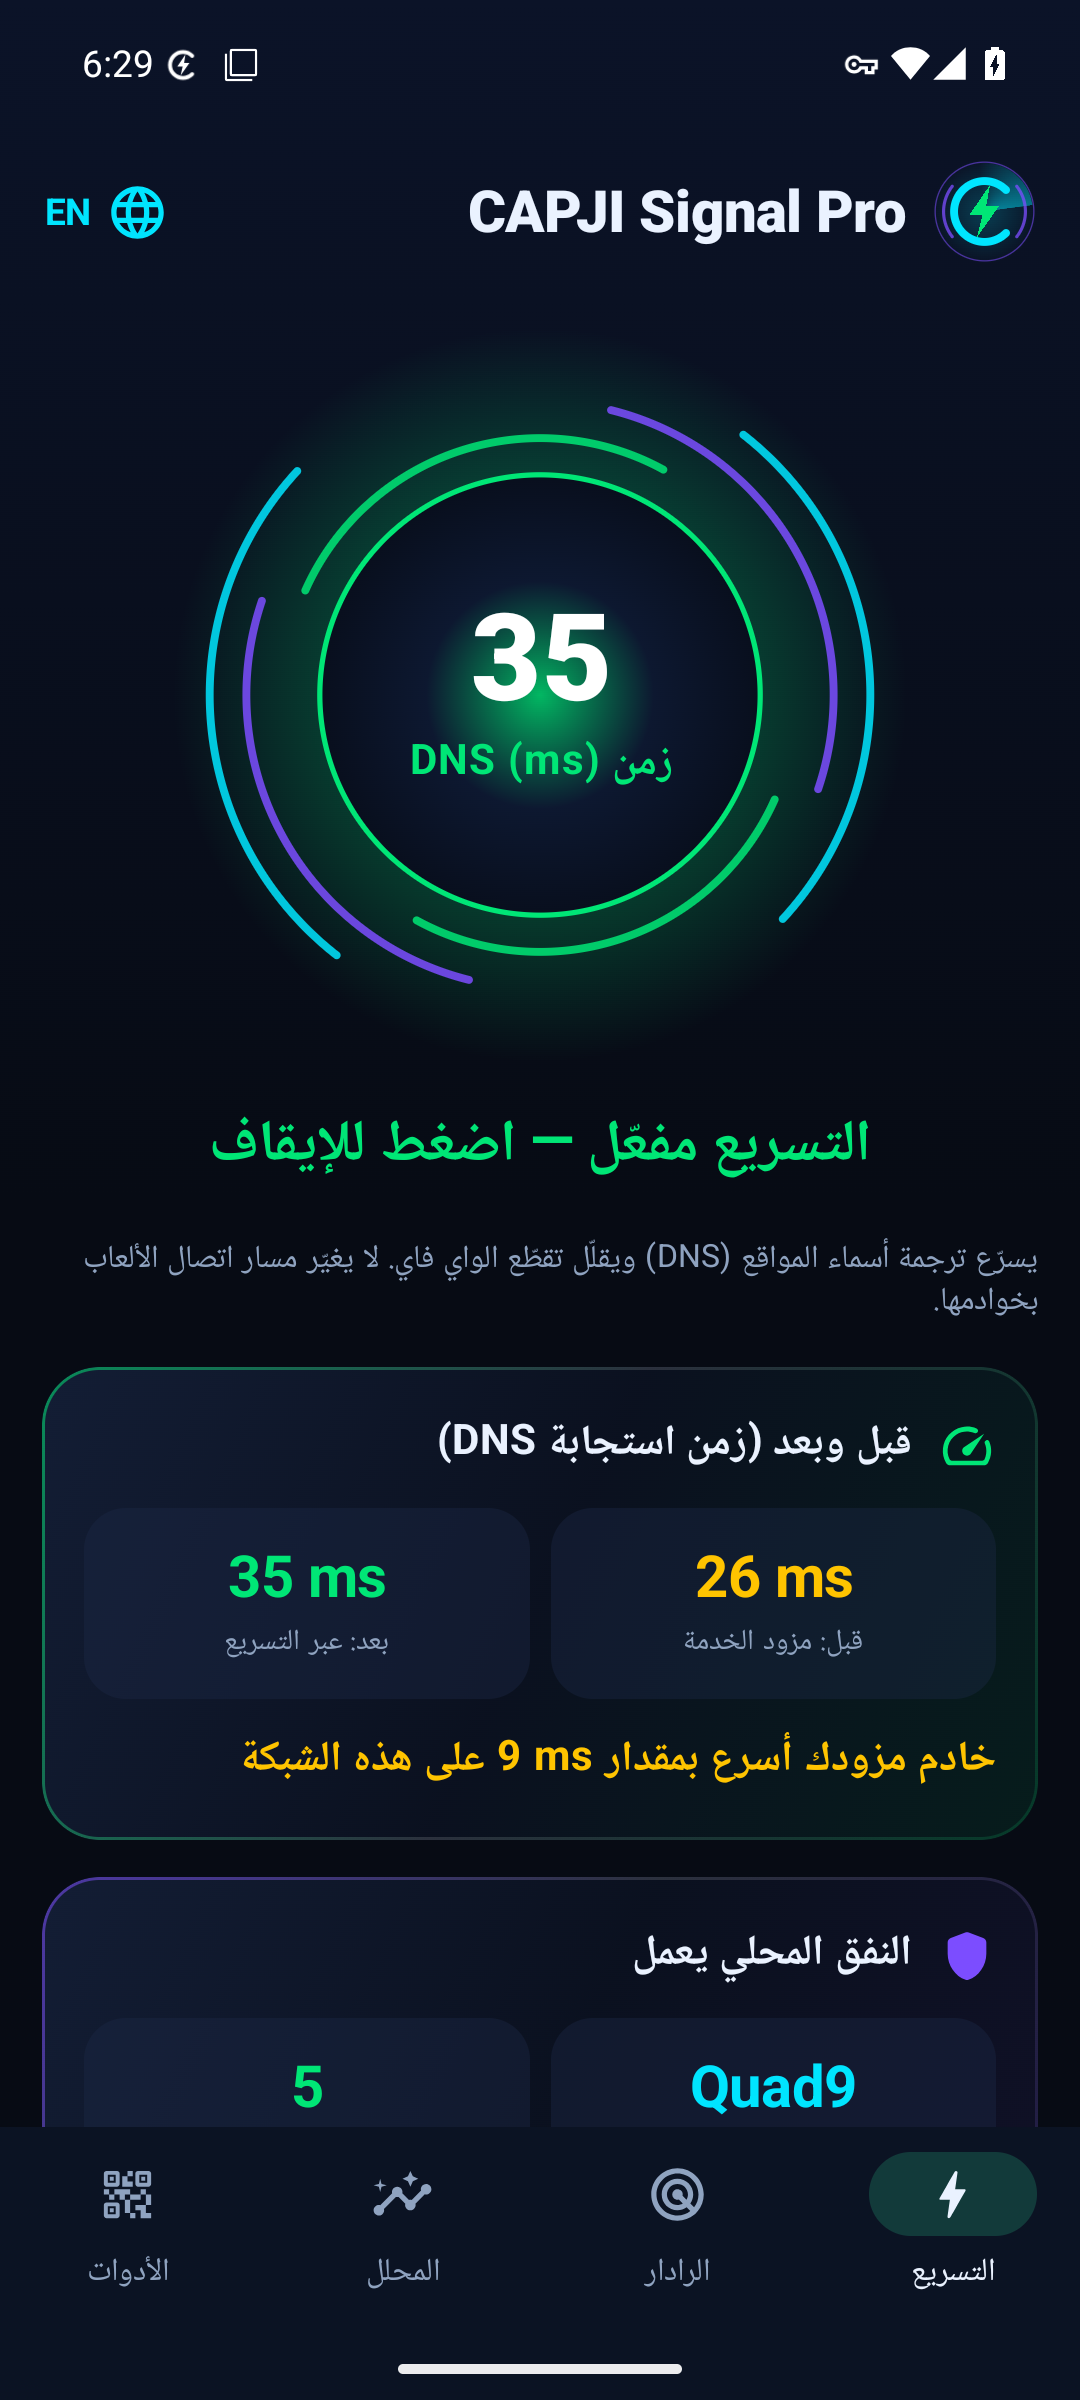 6:29
CAPJI Signal Pro
EN
35
زمن DNS (ms)
التسريع مفعّل — اضغط للإيقاف
يسرّع ترجمة أسماء المواقع (DNS) ويقلّل تقطّع الواي فاي. لا يغيّر مسار اتصال الألعاب
بخوادمها.
قبل وبعد (زمن استجابة DNS)
26 ms
قبل: مزود الخدمة
35 ms
بعد: عبر التسريع
خادم مزودك أسرع بمقدار 9 ms على هذه الشبكة
النفق المحلي يعمل
Quad9
5
التسريع
الرادار
المحلل
الأدوات